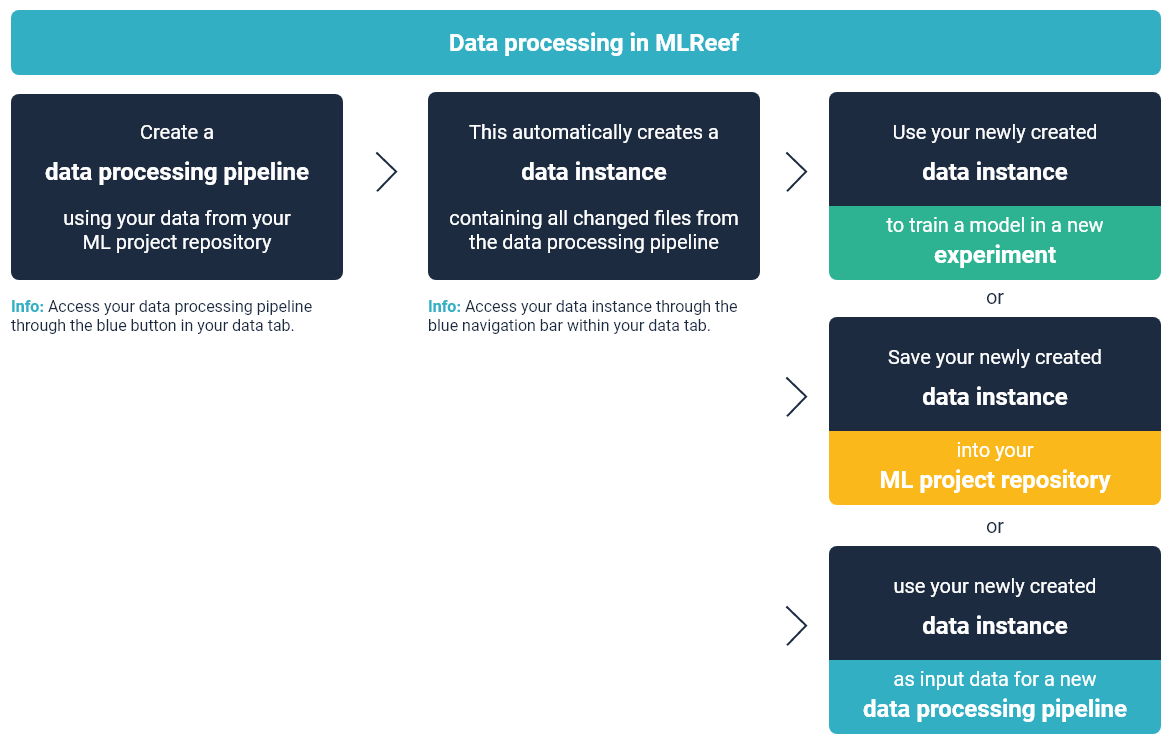 Data processing in MLReef
Create a
data processing pipeline
using your data from your
ML project repository
Info: Access your data processing pipeline
through the blue button in your data tab.
This automatically creates a
data instance
containing all changed files from
the data processing pipeline
Info: Access your data instance through the
blue navigation bar within your data tab.
Use your newly created
data instance
to train a model in a new
experiment
or
Save your newly created
data instance
into your
ML project repository
or
use your newly created
data instance
as input data for a new
data processing pipeline